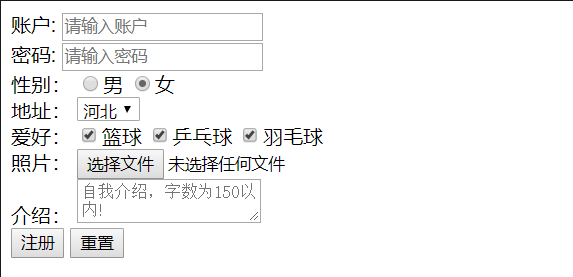 账户: 请输入账户
密码: 请输入密码
性别： 男 女
地址： 河北
爱好： 篮球 乒乓球 羽毛球
照片： 选择文件 未选择任何文件
自我介绍，字数为150以
内!
介绍：
注册 重置